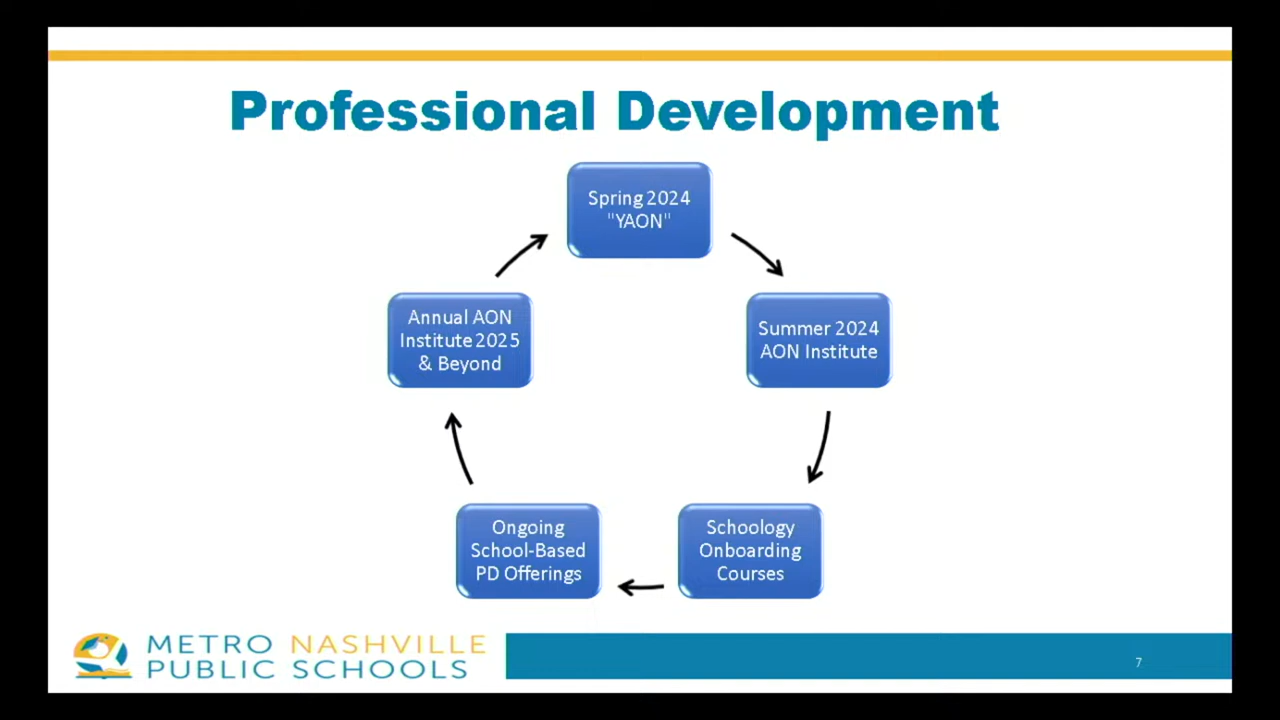 Professional Development
Spring 2024
"YAON"
Summer 2024
AON Institute
Schoology
Onboarding
Courses
Ongoing
School-Based
PD Offerings
Annual AON
Institute 2025
& Beyond
METRO NASHVILLE
PUBLIC SCHOOLS
7